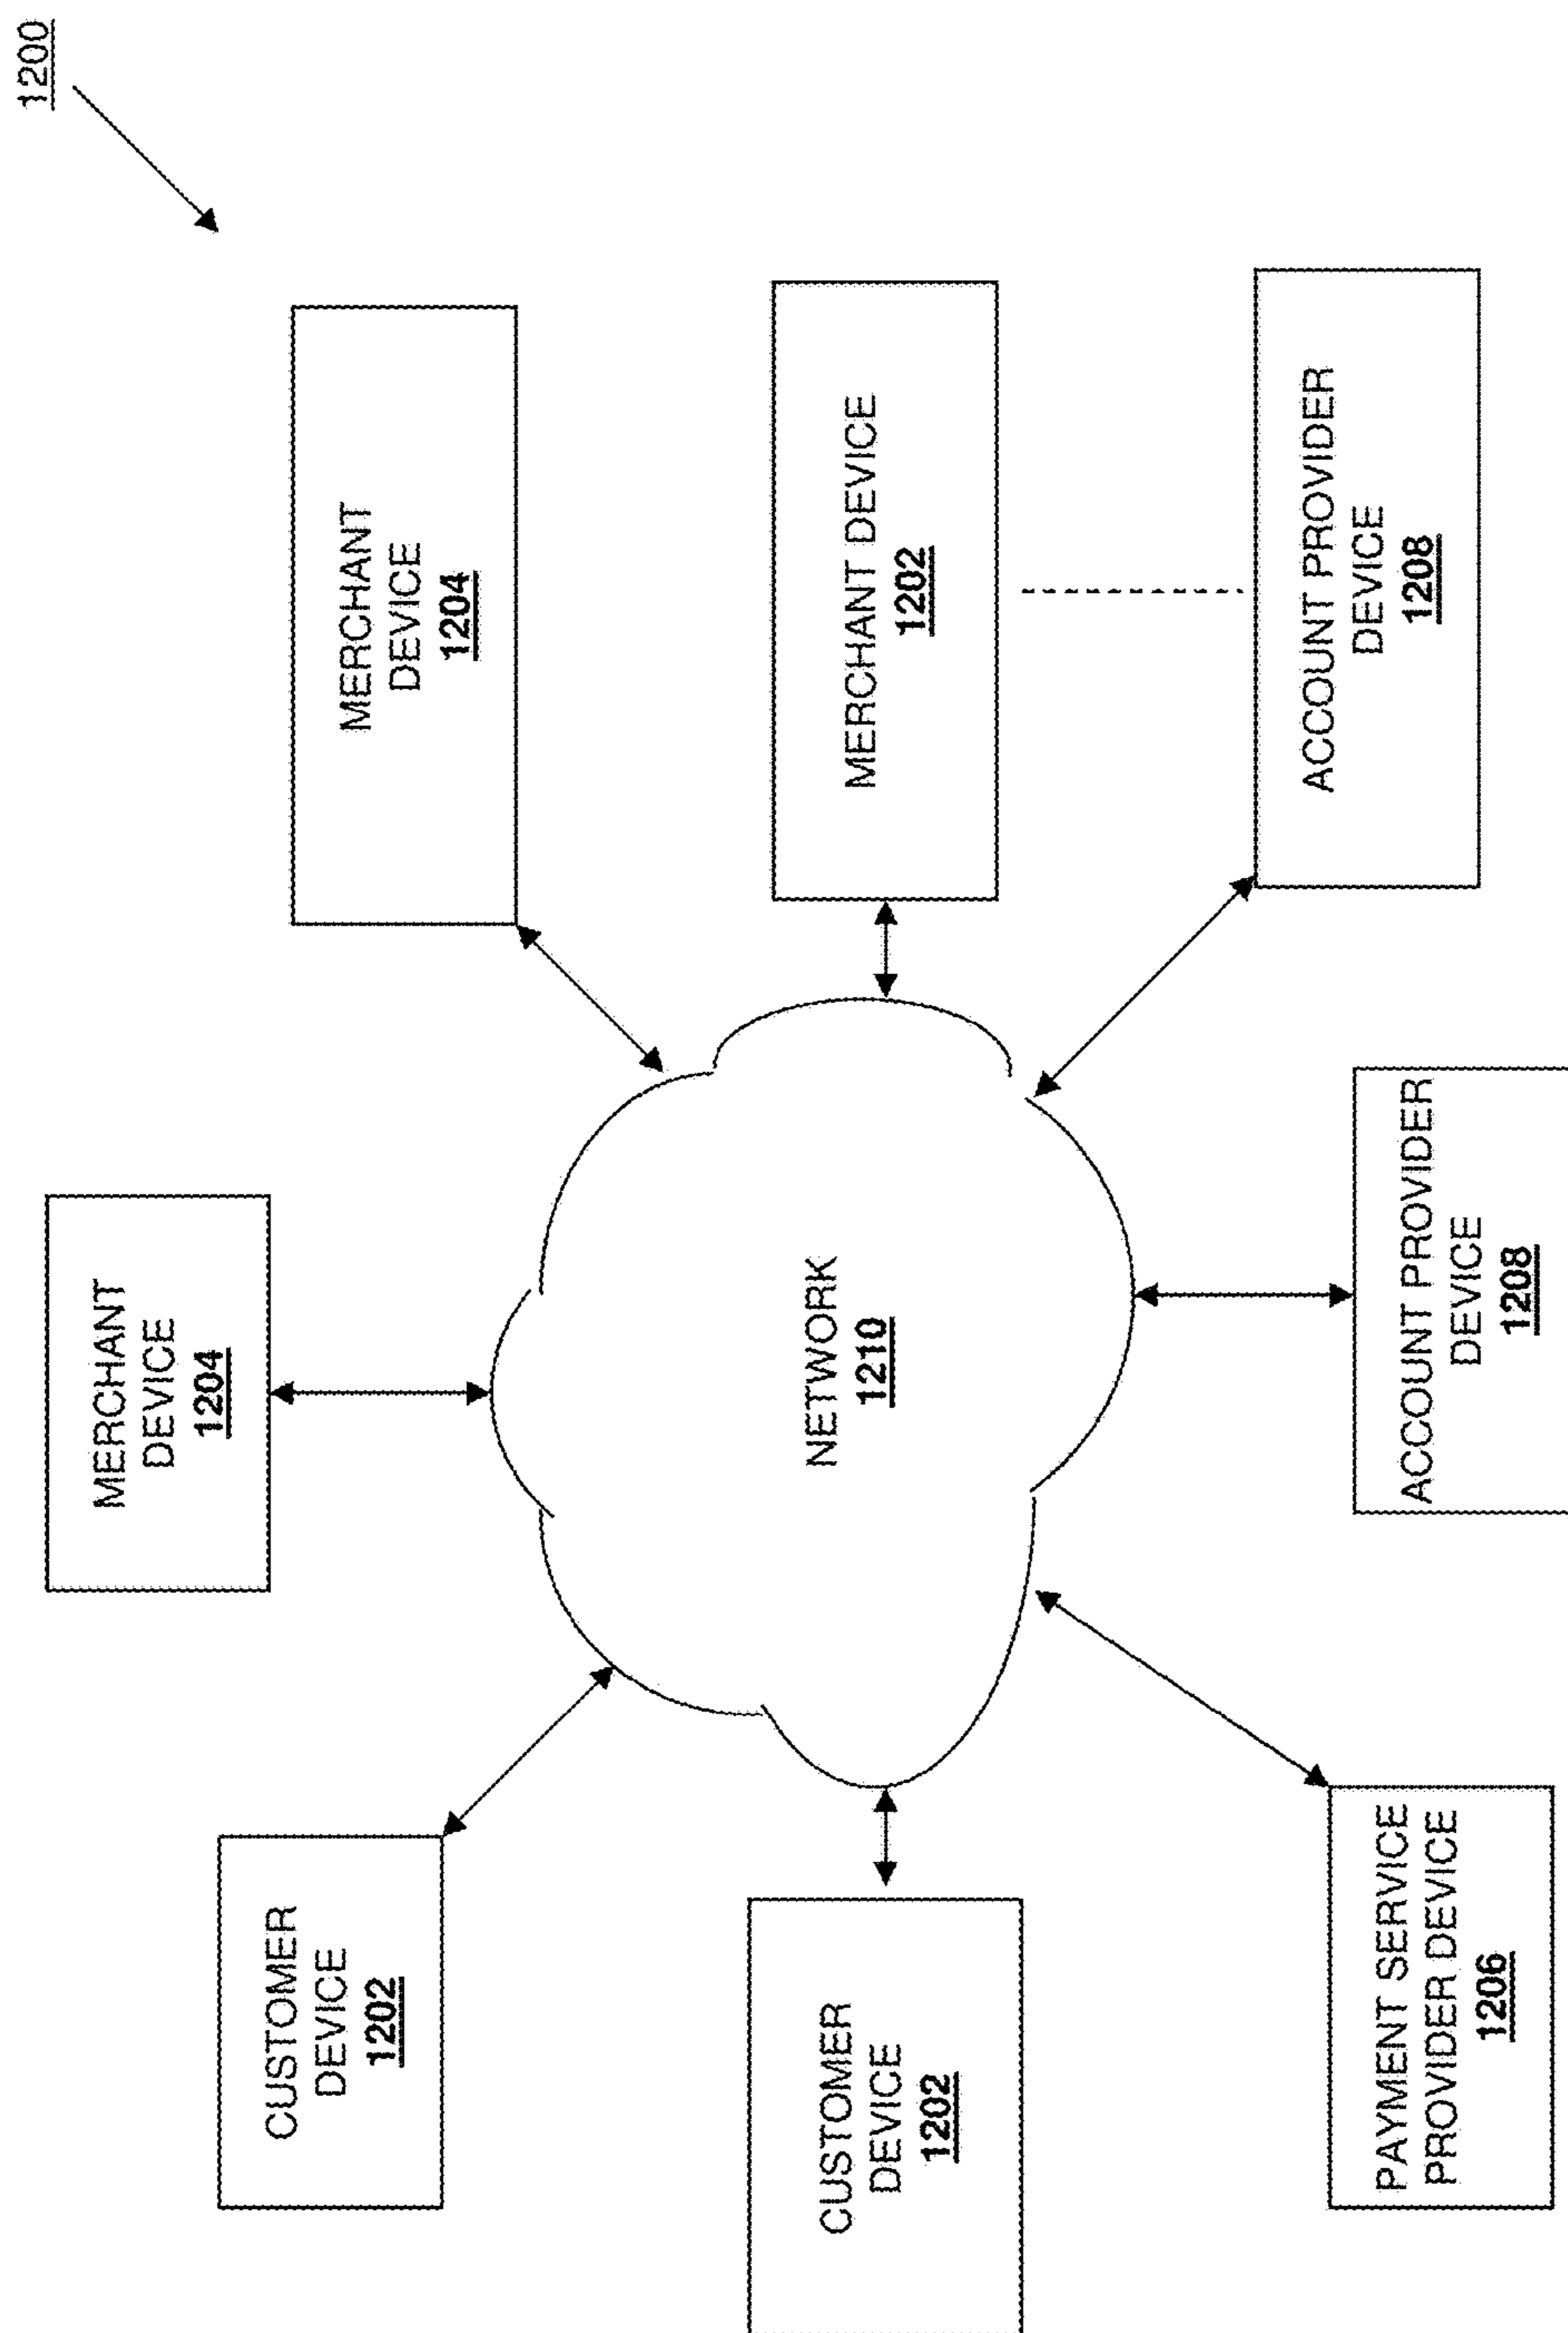 1200
CUSTOMER
DEVICE
1202
MERCHANT
DEVICE
1204
MERCHANT
DEVICE
1204
CUSTOMER
DEVICE
1202
NETWORK
1210
MERCHANT DEVICE
1202
PAYMENT SERVICE
PROVIDER DEVICE
1206
ACCOUNT PROVIDER
DEVICE
1208
ACCOUNT PROVIDER
DEVICE
1208